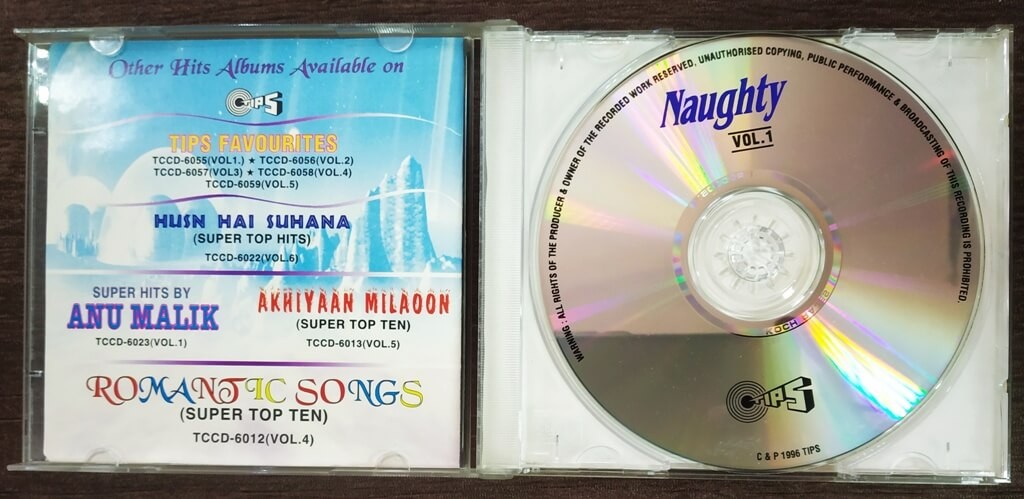 Other Hits Albums Available on
TIPS
TIPS FAVOURITES
TCCD-6055(VOL1.) ★ TCCD-6056(VOL.2)
TCCD-6057(VOL3) ★ TCCD-6058(VOL.4)
TCCD-6059(VOL.5)
HUSN HAI SUHANA
(SUPER TOP HITS)
TCCD-6022(VOL.6)
SUPER HITS BY
ANU MALIK
TCCD-6023(VOL.1)
AKHIYAAN MILAOON
(SUPER TOP TEN)
TCCD-6013(VOL.5)
ROMANTIC SONGS
(SUPER TOP TEN)
TCCD-6012(VOL.4)
WARNING: ALL RIGHTS OF THE PRODUCER & OWNER OF THE RECORDED WORK RESERVED. UNAUTHORISED COPYING, PUBLIC PERFORMANCE & BROADCASTING OF THIS RECORDING IS PROHIBITED.
Naughty
VOL.1
KOCH
TIPS
C & P 1996 TIPS